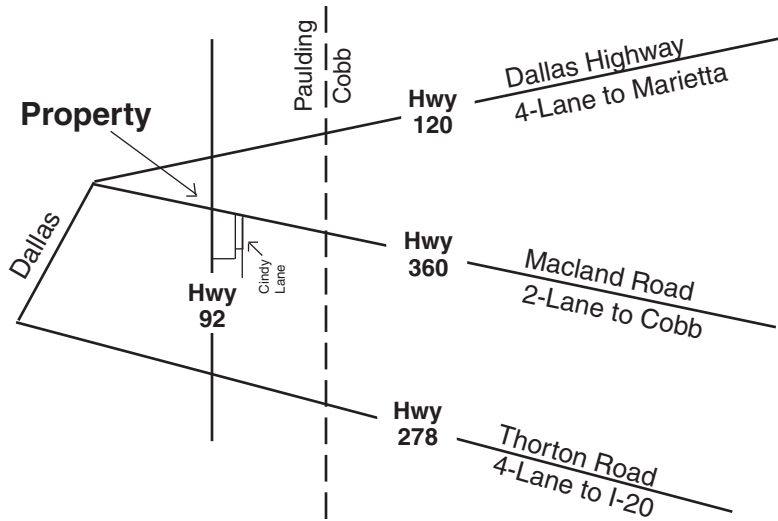 Paulding
Cobb
Dallas Highway
4-Lane to Marietta
Hwy
120
Property
Dallas
Hwy
360
Macland Road
2-Lane to Cobb
Cindy
Lane
Hwy
92
Hwy
278
Thorton Road
4-Lane to I-20